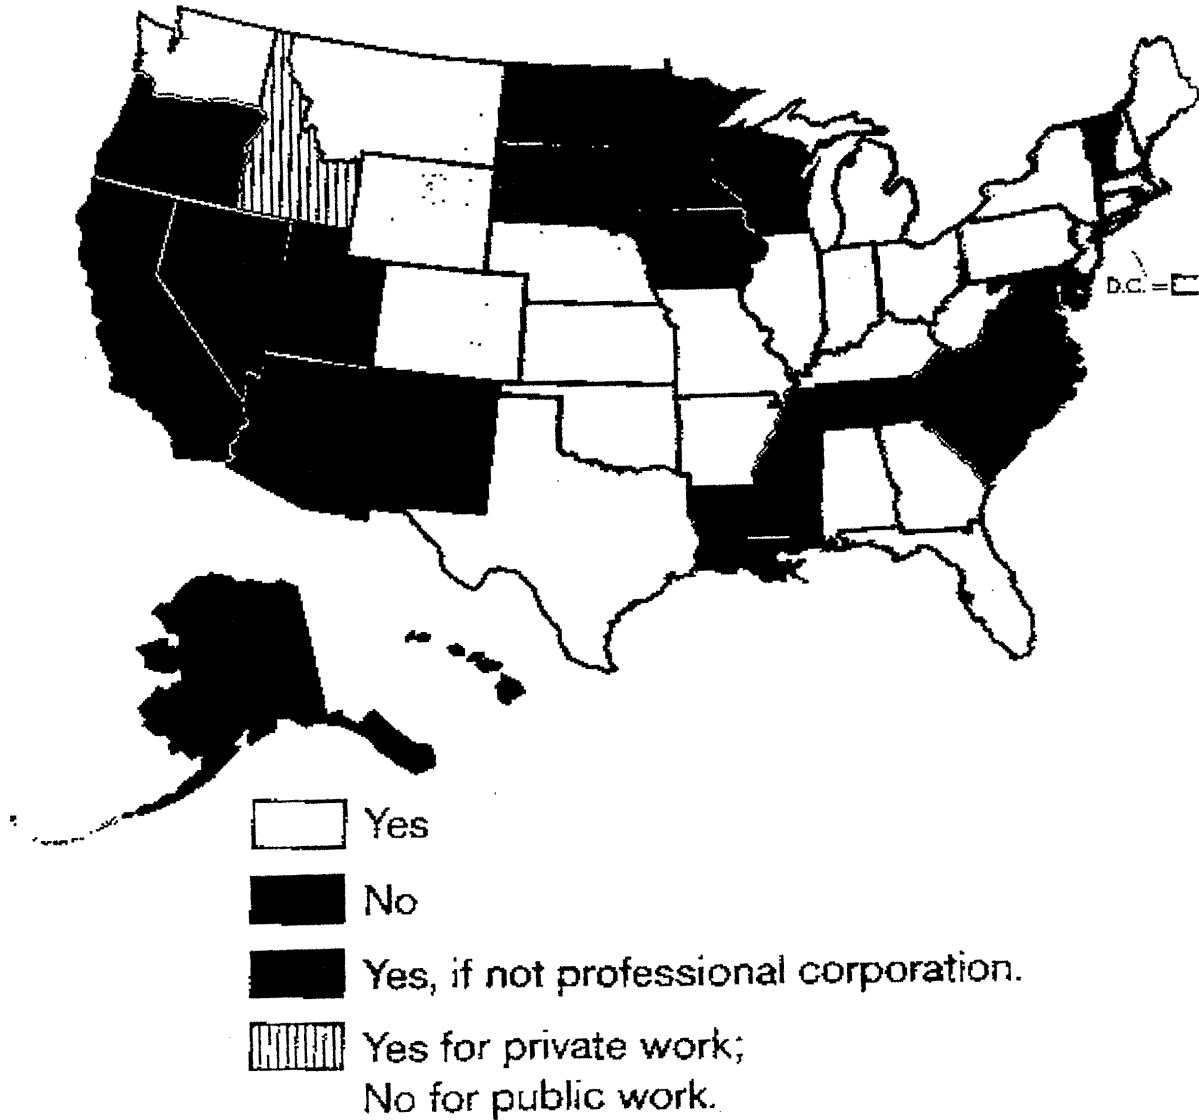 D.C. =
Yes
No
Yes, if not professional corporation.
Yes for private work;
No for public work.